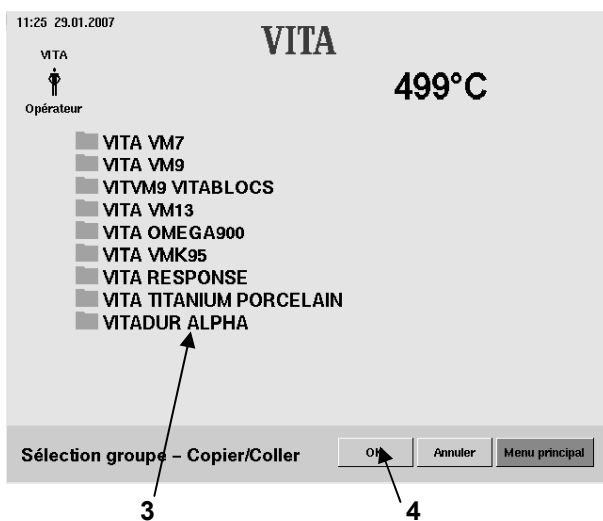 11:25 29.01.2007
VITA
VITA
499°C
Opérateur
VITA VM7
VITA VM9
VITVM9 VITABLOCS
VITA VM13
VITA OMEGA900
VITA VMK95
VITA RESPONSE
VITA TITANIUM PORCELAIN
VITADUR ALPHA
Sélection groupe – Copier/Coller
OK
Annuler
Menu principal
3
4